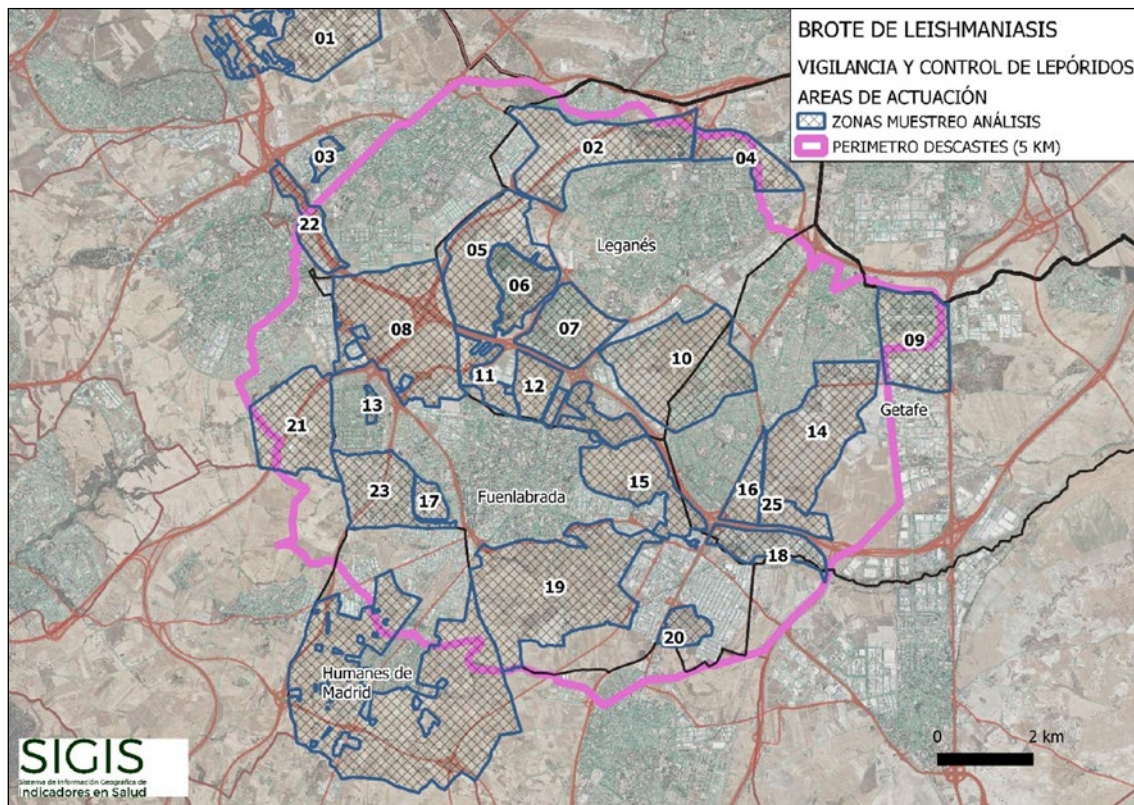 BROTE DE LEISHMANIASIS
VIGILANCIA Y CONTROL DE LEPÓRIDOS
AREAS DE ACTUACIÓN
ZONAS MUESTREO ANÁLISIS
PERIMETRO DESCASTES (5 KM)
01
02
03
04
22
05
Leganés
06
07
08
09
10
11
12
13
Getafe
21
14
15
16
23
17
Fuenlabrada
25
18
19
20
Humanes de
Madrid
0
2 km
SIGIS
Sistema de Información Geográfica de
Indicadores en Salud